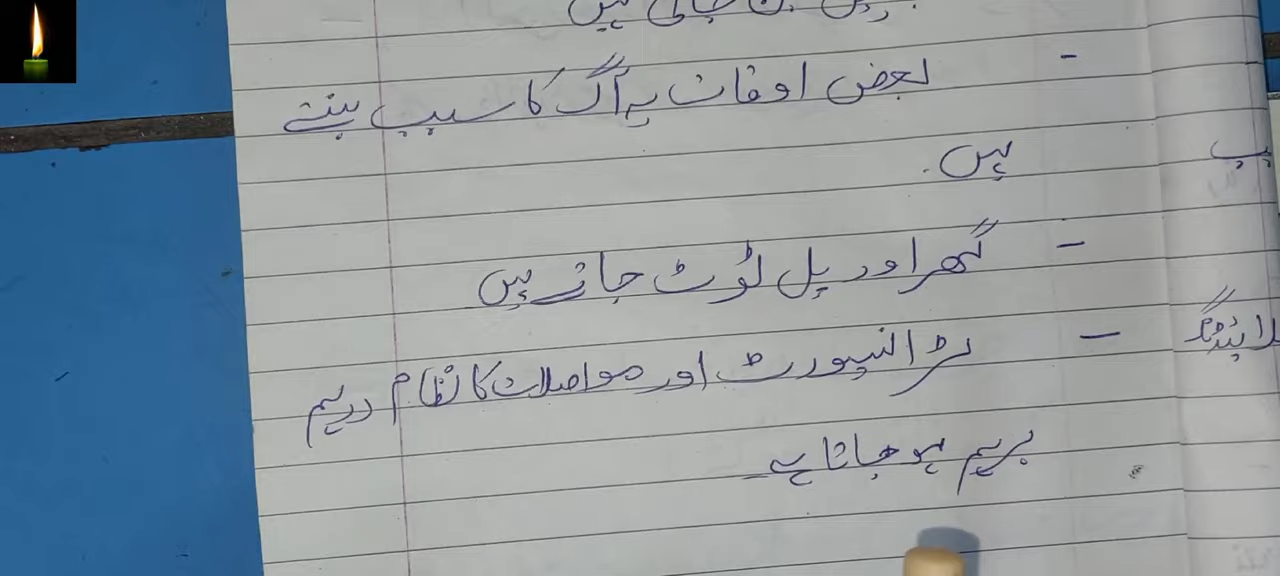 بعض اوقات یہ آگ کا سبب بنتے
ہیں۔
گھر اور پل ٹوٹ جاتے ہیں
ٹرانسپورٹ اور مواصلات کا نظام درہم
برہم ہو جاتا ہے۔